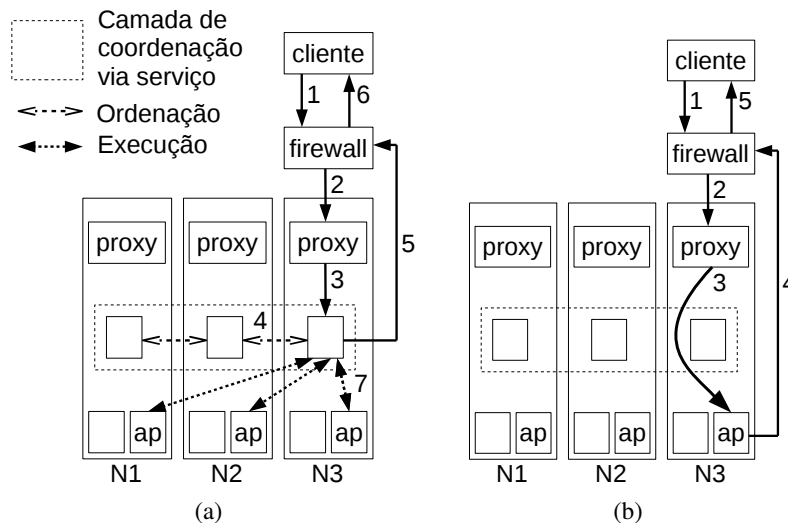 Camada de
coordenação
via serviço
Ordenação
Execução
cliente
1
6
firewall
2
5
proxy
proxy
proxy
3
4
7
ap
ap
ap
N1
N2
N3
(a)
cliente
1
5
firewall
2
proxy
proxy
proxy
3
4
ap
ap
ap
N1
N2
N3
(b)